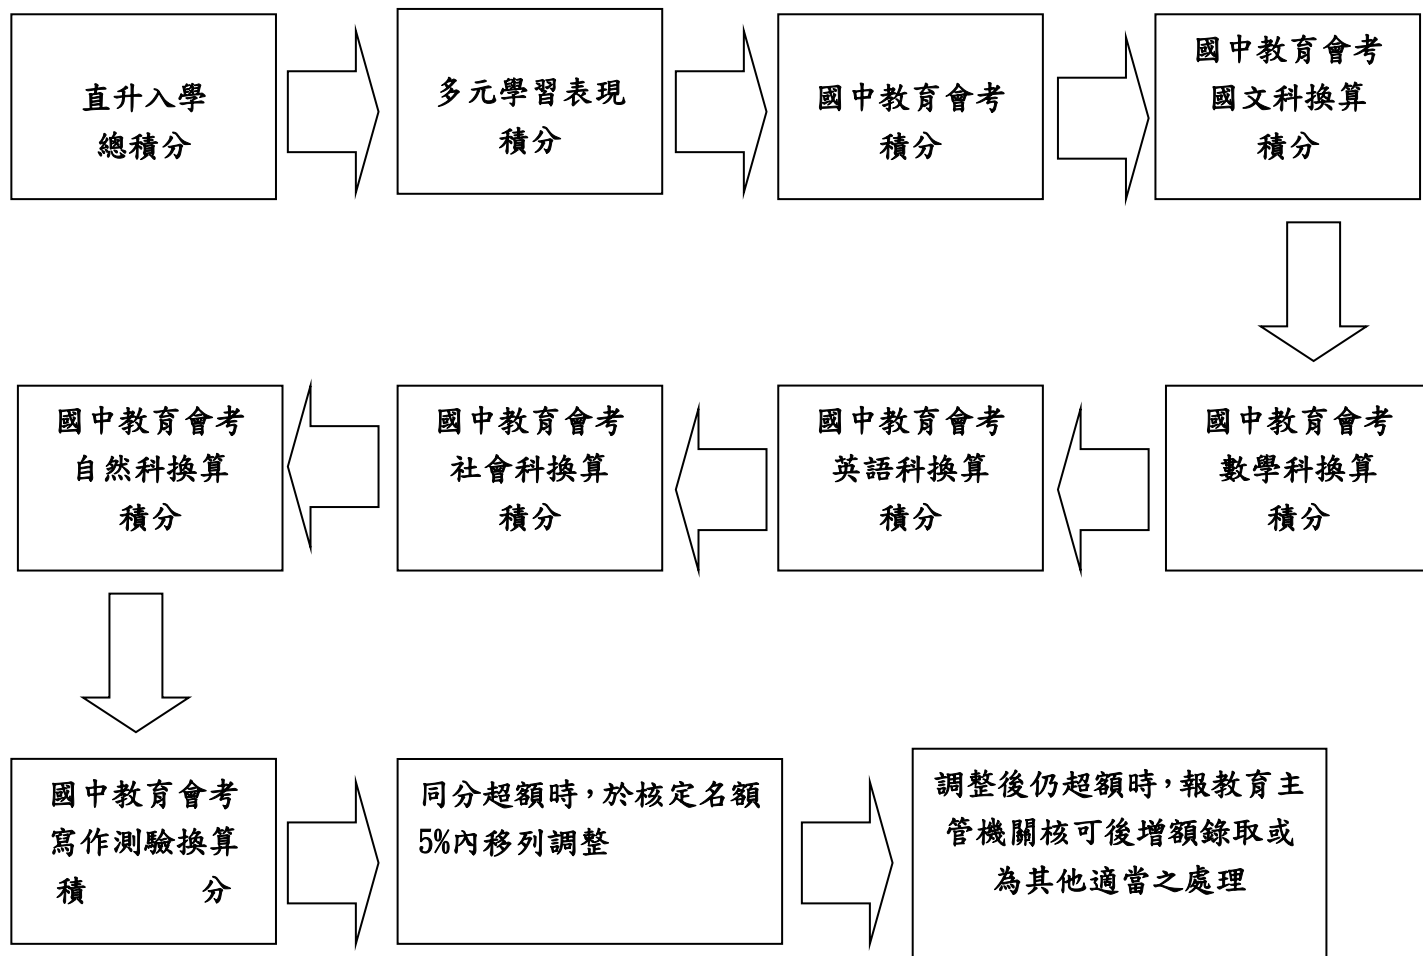 直升入學
總積分
多元學習表現
積分
國中教育會考
積分
國中教育會考
國文科換算
積分
國中教育會考
數學科換算
積分
國中教育會考
英語科換算
積分
國中教育會考
社會科換算
積分
國中教育會考
自然科換算
積分
國中教育會考
寫作測驗換算
積 分
同分超額時，於核定名額
5%內移列調整
調整後仍超額時，報教育主
管機關核可後增額錄取或
為其他適當之處理